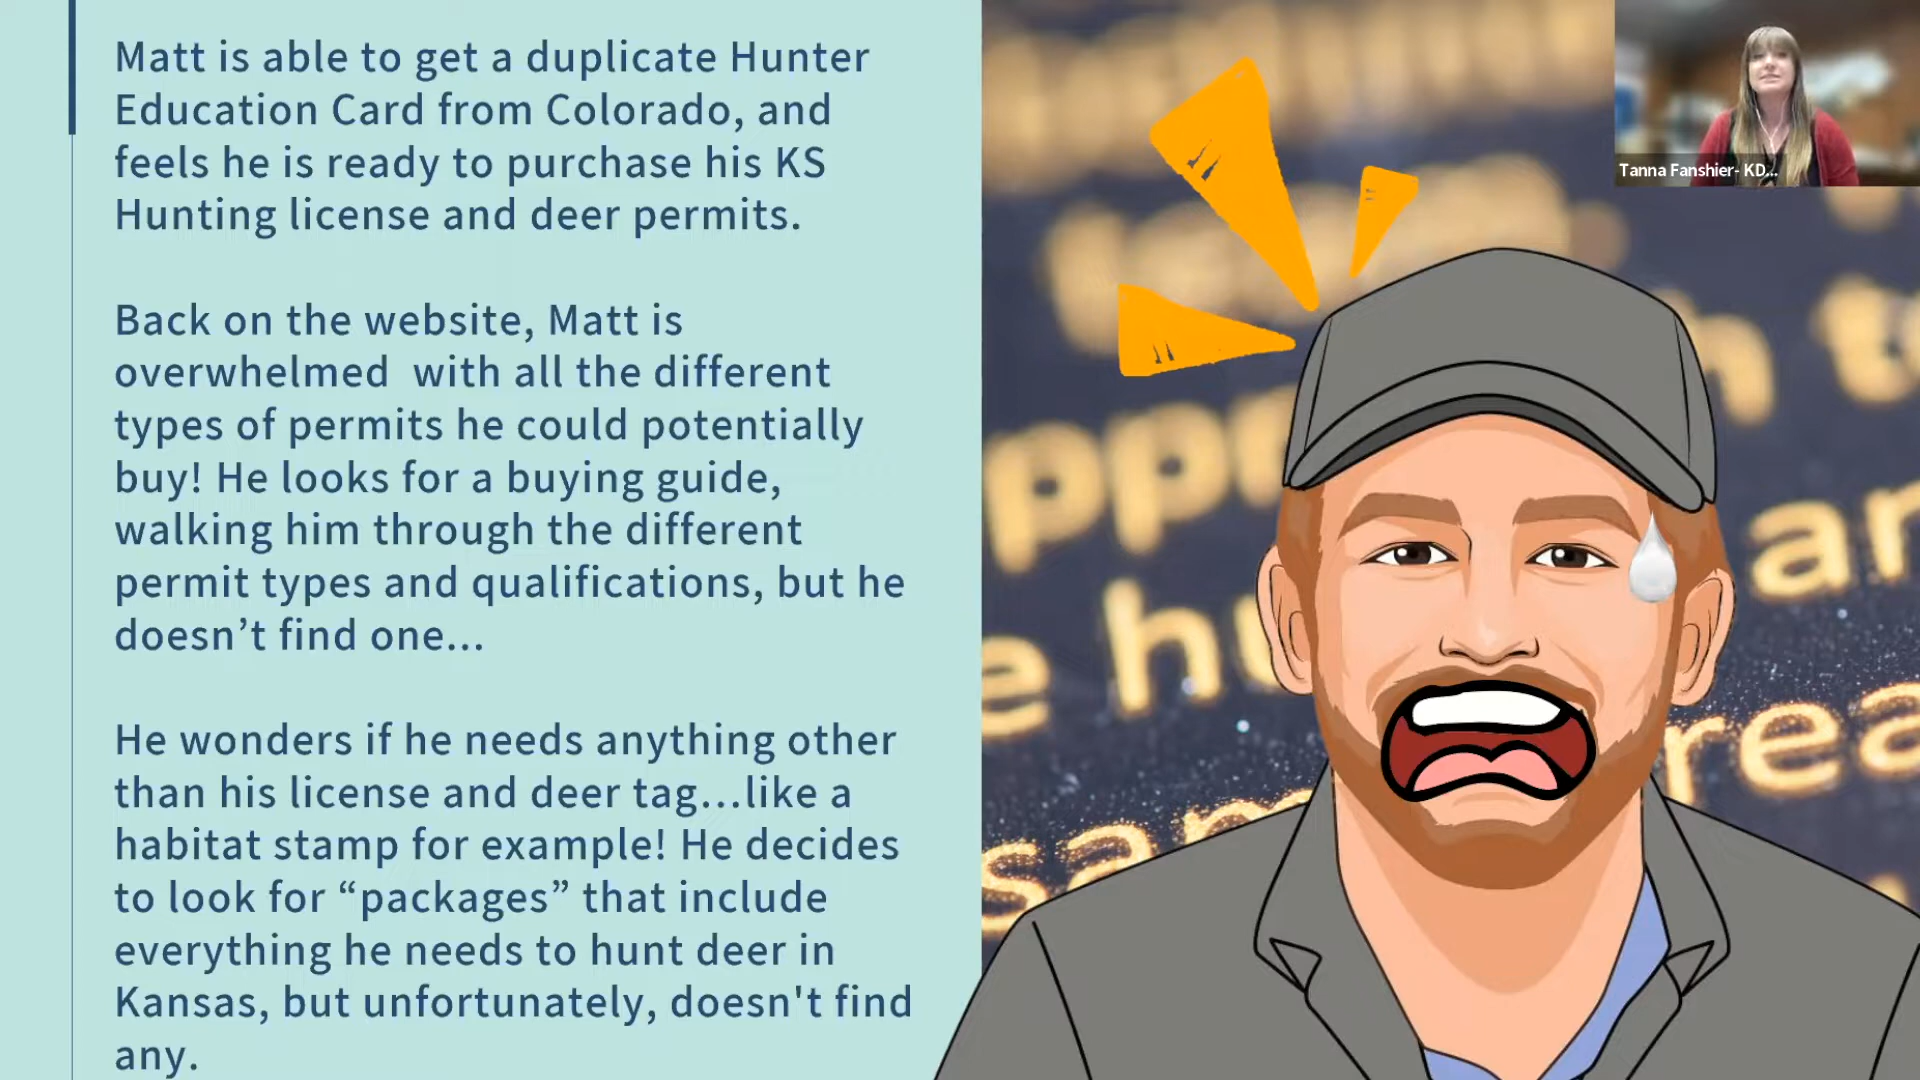 Matt is able to get a duplicate Hunter
Education Card from Colorado, and
feels he is ready to purchase his KS
Hunting license and deer permits.
Back on the website, Matt is
overwhelmed with all the different
types of permits he could potentially
buy! He looks for a buying guide,
walking him through the different
permit types and qualifications, but he
doesn’t find one...
He wonders if he needs anything other
than his license and deer tag...like a
habitat stamp for example! He decides
to look for “packages” that include
everything he needs to hunt deer in
Kansas, but unfortunately, doesn't find
any.
Tanna Fanshier- KD...